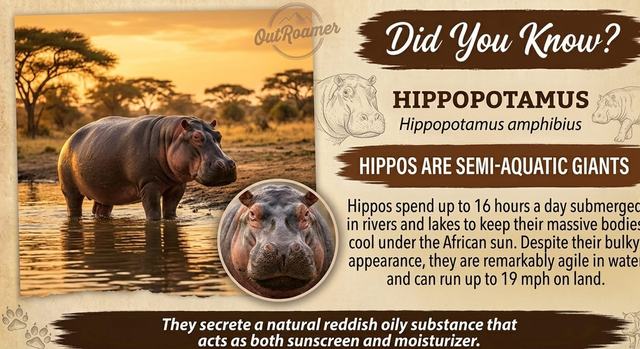 OutRoamer
Did You Know?
HIPPOPOTAMUS
Hippopotamus amphibius
HIPPOS ARE SEMI-AQUATIC GIANTS
Hippos spend up to 16 hours a day submerged
in rivers and lakes to keep their massive bodies
cool under the African sun. Despite their bulky
appearance, they are remarkably agile in water
and can run up to 19 mph on land.
They secrete a natural reddish oily substance that
acts as both sunscreen and moisturizer.